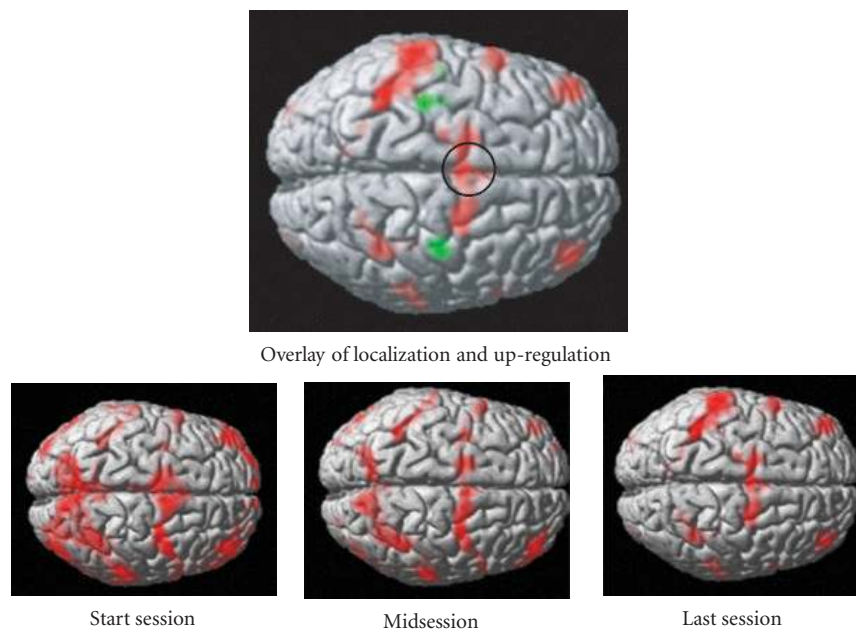 Overlay of localization and up-regulation
Start session
Midsession
Last session